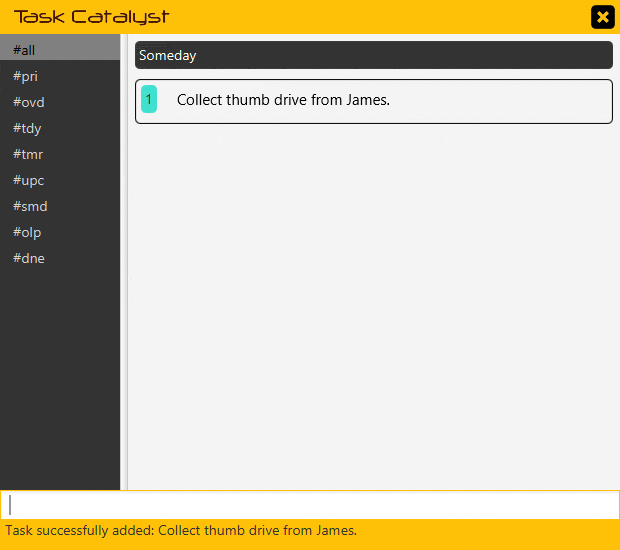 Task Catalyst
#all
#pri
#ovd
#tdy
#tmr
#upc
#smd
#olp
#dne
Someday
1
Collect thumb drive from James.
Task successfully added: Collect thumb drive from James.